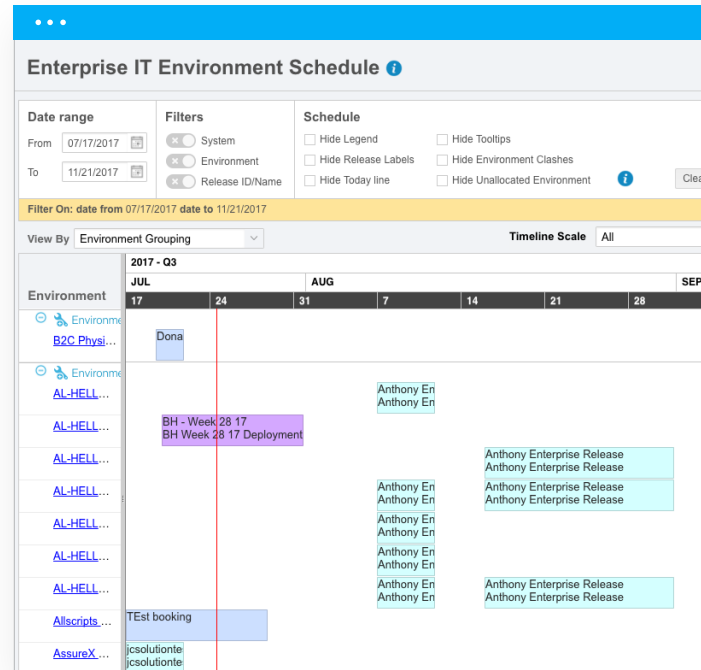 Enterprise IT Environment Schedule i
Date range
Filters
Schedule
From 07/17/2017
System
Hide Legend
Hide Tooltips
Environment
Hide Release Labels
Hide Environment Clashes
To 11/21/2017
Release ID/Name
Hide Today line
Hide Unallocated Environment i
Clea
Filter On: date from 07/17/2017 date to 11/21/2017
View By Environment Grouping
Timeline Scale All
2017 - Q3
JUL AUG SEP
Environment
17 24 31 7 14 21 28
Environme
B2C Physi... Dona
Environme
AL-HELL... Anthony En
Anthony En
AL-HELL... BH - Week 28 17
BH Week 28 17 Deployment
AL-HELL... Anthony Enterprise Release
Anthony Enterprise Release
AL-HELL... Anthony En Anthony Enterprise Release
Anthony En Anthony Enterprise Release
AL-HELL... Anthony En
Anthony En
AL-HELL... Anthony En
Anthony En
AL-HELL... Anthony En Anthony Enterprise Release
Anthony En Anthony Enterprise Release
Allscripts ... TEst booking
AssureX ... jcsolutionte
jcsolutionte